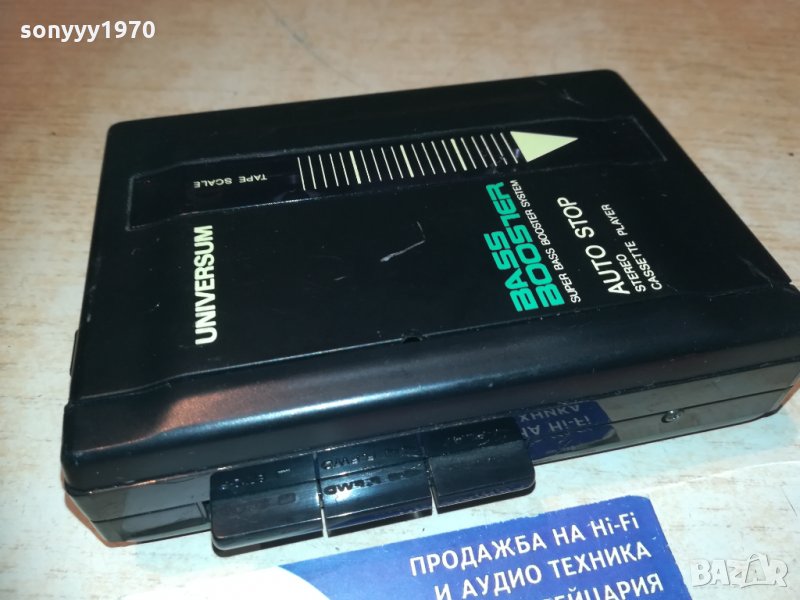 sonyyy1970
TAPE SCALE
UNIVERSUM
BASS
BOOSTER
SUPER BASS BOOSTER SYSTEM
AUTO STOP
STEREO
CASSETTE PLAYER
ПРОДАЖБА НА Hi-Fi
И АУДИО ТЕХНИКА
BAZAR